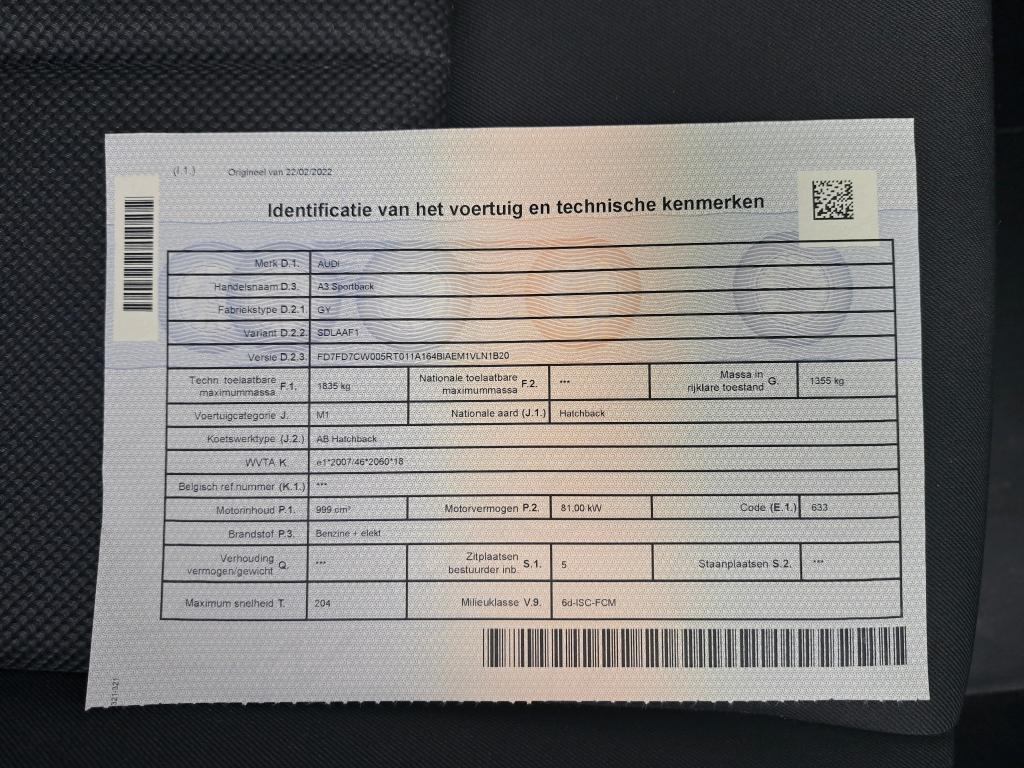 (I.1.) Origineel van 22/02/2022
Identificatie van het voertuig en technische kenmerken
Merk D.1. AUDI
Handelsnaam D.3. A3 Sportback
Fabriekstype D.2.1. GY
Variant D.2.2. SDLAAF1
Versie D.2.3. FD7FD7CW005RT011A164BIAEM1VLN1B20
Techn. toelaatbare maximummassa F.1. 1835 kg Nationale toelaatbare maximummassa F.2. *** Massa in rijklare toestand G. 1355 kg
Voertuigcategorie J. M1 Nationale aard (J.1.) Hatchback
Koetswerktype (J.2.) AB Hatchback
WVTA K. e1*2007/46*2060*18
Belgisch ref.nummer (K.1.) ***
Motorinhoud P.1. 999 cm³ Motorvermogen P.2. 81,00 kW Code (E.1.) 633
Brandstof P.3. Benzine + elekt
Verhouding vermogen/gewicht Q. *** Zitplaatsen bestuurder inb. S.1. 5 Staanplaatsen S.2. ***
Maximum snelheid T. 204 Milieuklasse V.9. 6d-ISC-FCM